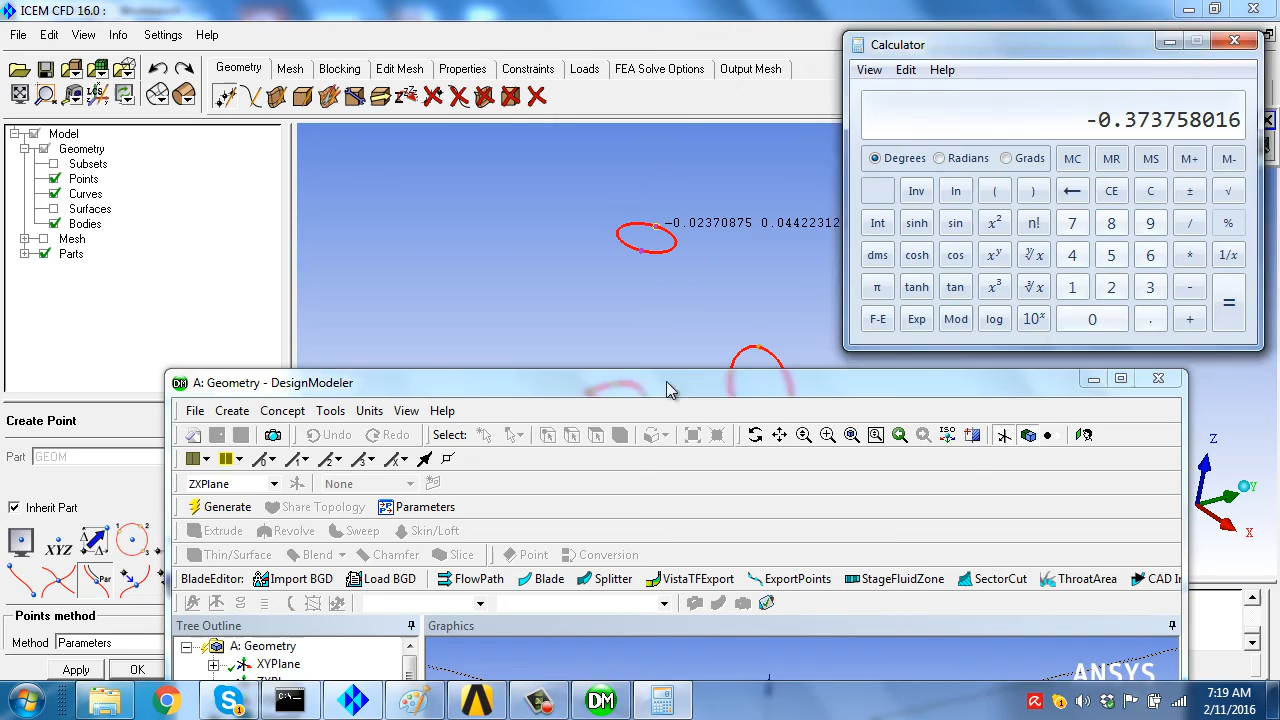 ICEM CFD 16.0 :
File Edit View Info Settings Help
Geometry Mesh Blocking Edit Mesh Properties Constraints Loads FEA Solve Options Output Mesh
Model
Geometry
Subsets
Points
Curves
Surfaces
Bodies
Mesh
Parts
-0.02370875 0.04422312
Calculator
View Edit Help
-0.373758016
Degrees Radians Grads MC MR MS M+ M-
Inv ln ( ) ← CE C ± √
Int sinh sin x² n! 7 8 9 / %
dms cosh cos xʸ ʸ√x 4 5 6 * 1/x
π tanh tan x³ ³√x 1 2 3 - =
F-E Exp Mod log 10ˣ 0 . +
Create Point
Part GEOM
Inherit Part
XYZ
Par
Points method
Method Parameters
Apply OK
DM A: Geometry - DesignModeler
File Create Concept Tools Units View Help
Undo Redo Select: ISO
ZXPlane None
Generate Share Topology Parameters
Extrude Revolve Sweep Skin/Loft
Thin/Surface Blend Chamfer Slice Point Conversion
BladeEditor: Import BGD Load BGD FlowPath Blade Splitter VistaTFExport ExportPoints StageFluidZone SectorCut ThroatArea CAD
Tree Outline
A: Geometry
XYPlane
Graphics
ANSYS
Z
Y
X
DM
7:19 AM
2/11/2016